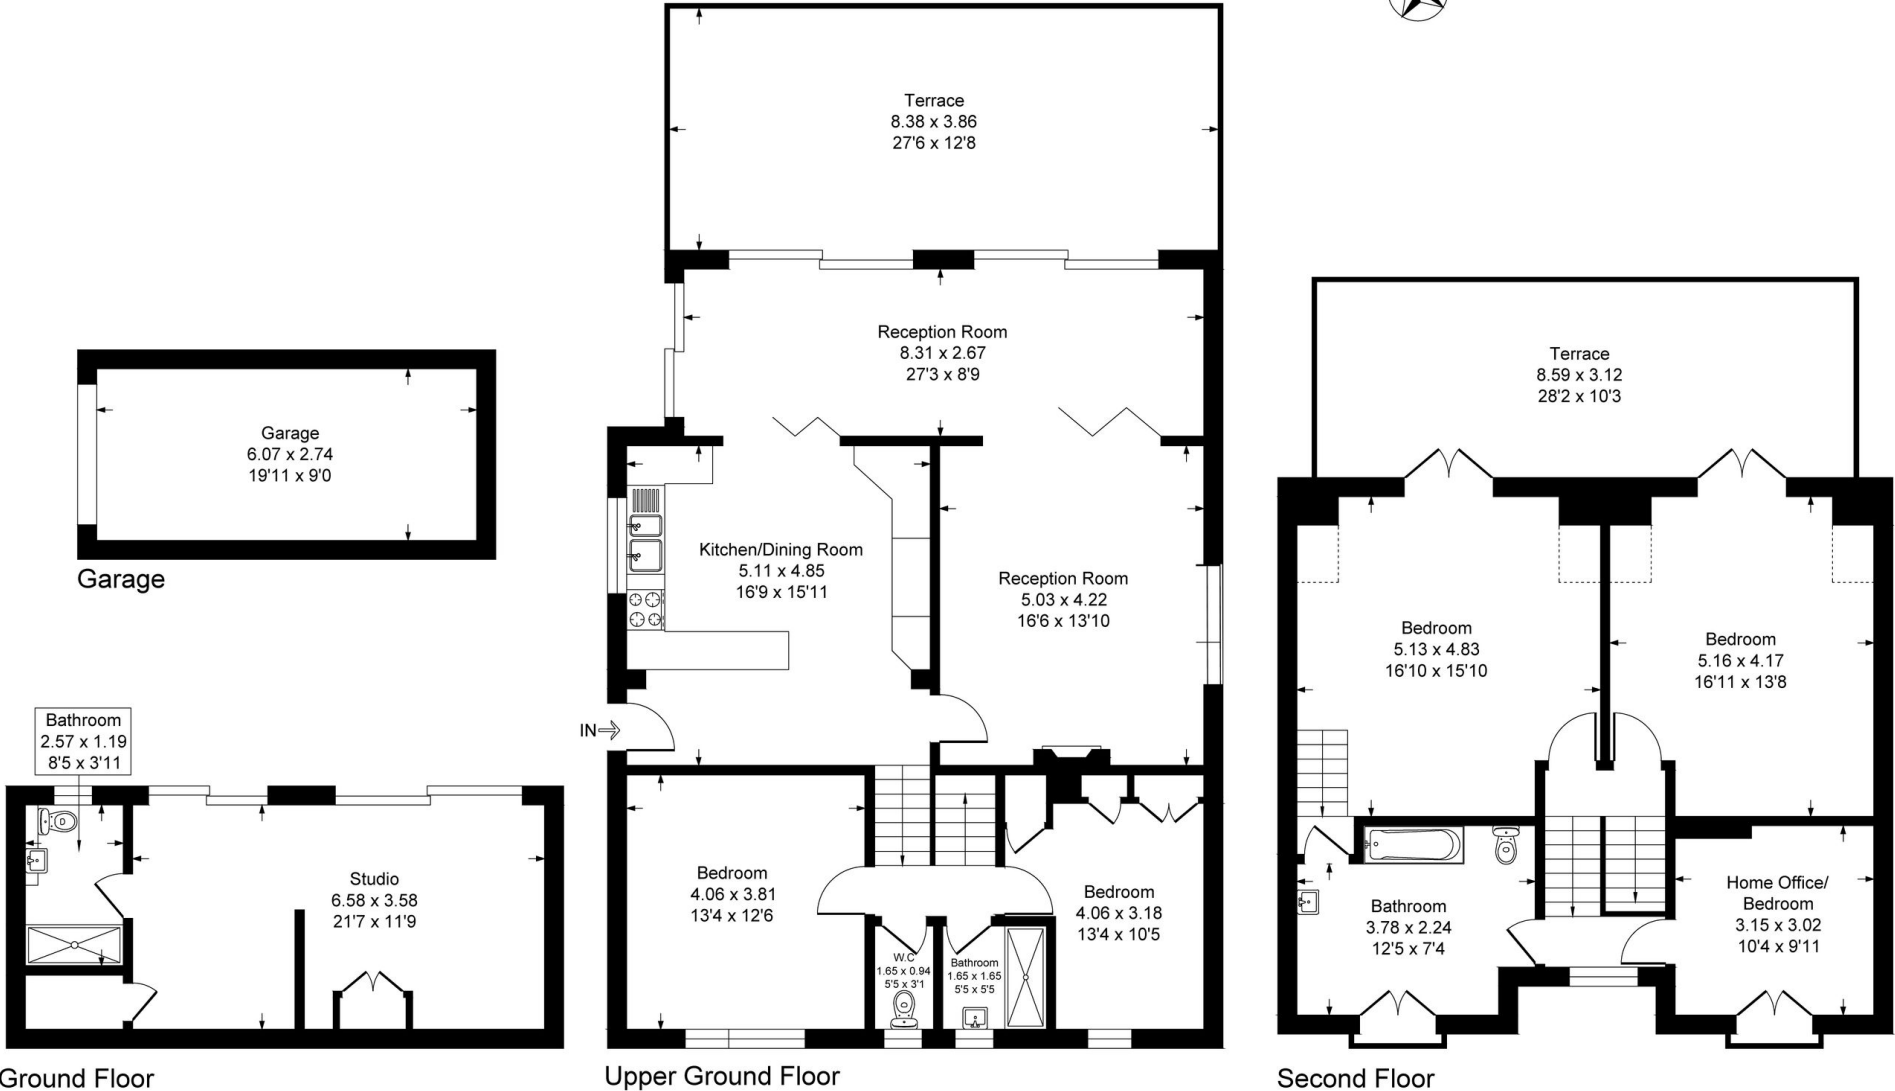 Terrace
8.38 x 3.86
27'6 x 12'8
Reception Room
8.31 x 2.67
27'3 x 8'9
Terrace
8.59 x 3.12
28'2 x 10'3
Garage
6.07 x 2.74
19'11 x 9'0
Garage
Kitchen/Dining Room
5.11 x 4.85
16'9 x 15'11
Reception Room
5.03 x 4.22
16'6 x 13'10
Bedroom
5.13 x 4.83
16'10 x 15'10
Bedroom
5.16 x 4.17
16'11 x 13'8
IN
Bathroom
2.57 x 1.19
8'5 x 3'11
Studio
6.58 x 3.58
21'7 x 11'9
Bedroom
4.06 x 3.81
13'4 x 12'6
W.C
1.65 x 0.94
5'5 x 3'1
Bathroom
1.65 x 1.65
5'5 x 5'5
Bedroom
4.06 x 3.18
13'4 x 10'5
Bathroom
3.78 x 2.24
12'5 x 7'4
Home Office/
Bedroom
3.15 x 3.02
10'4 x 9'11
Ground Floor
Upper Ground Floor
Second Floor